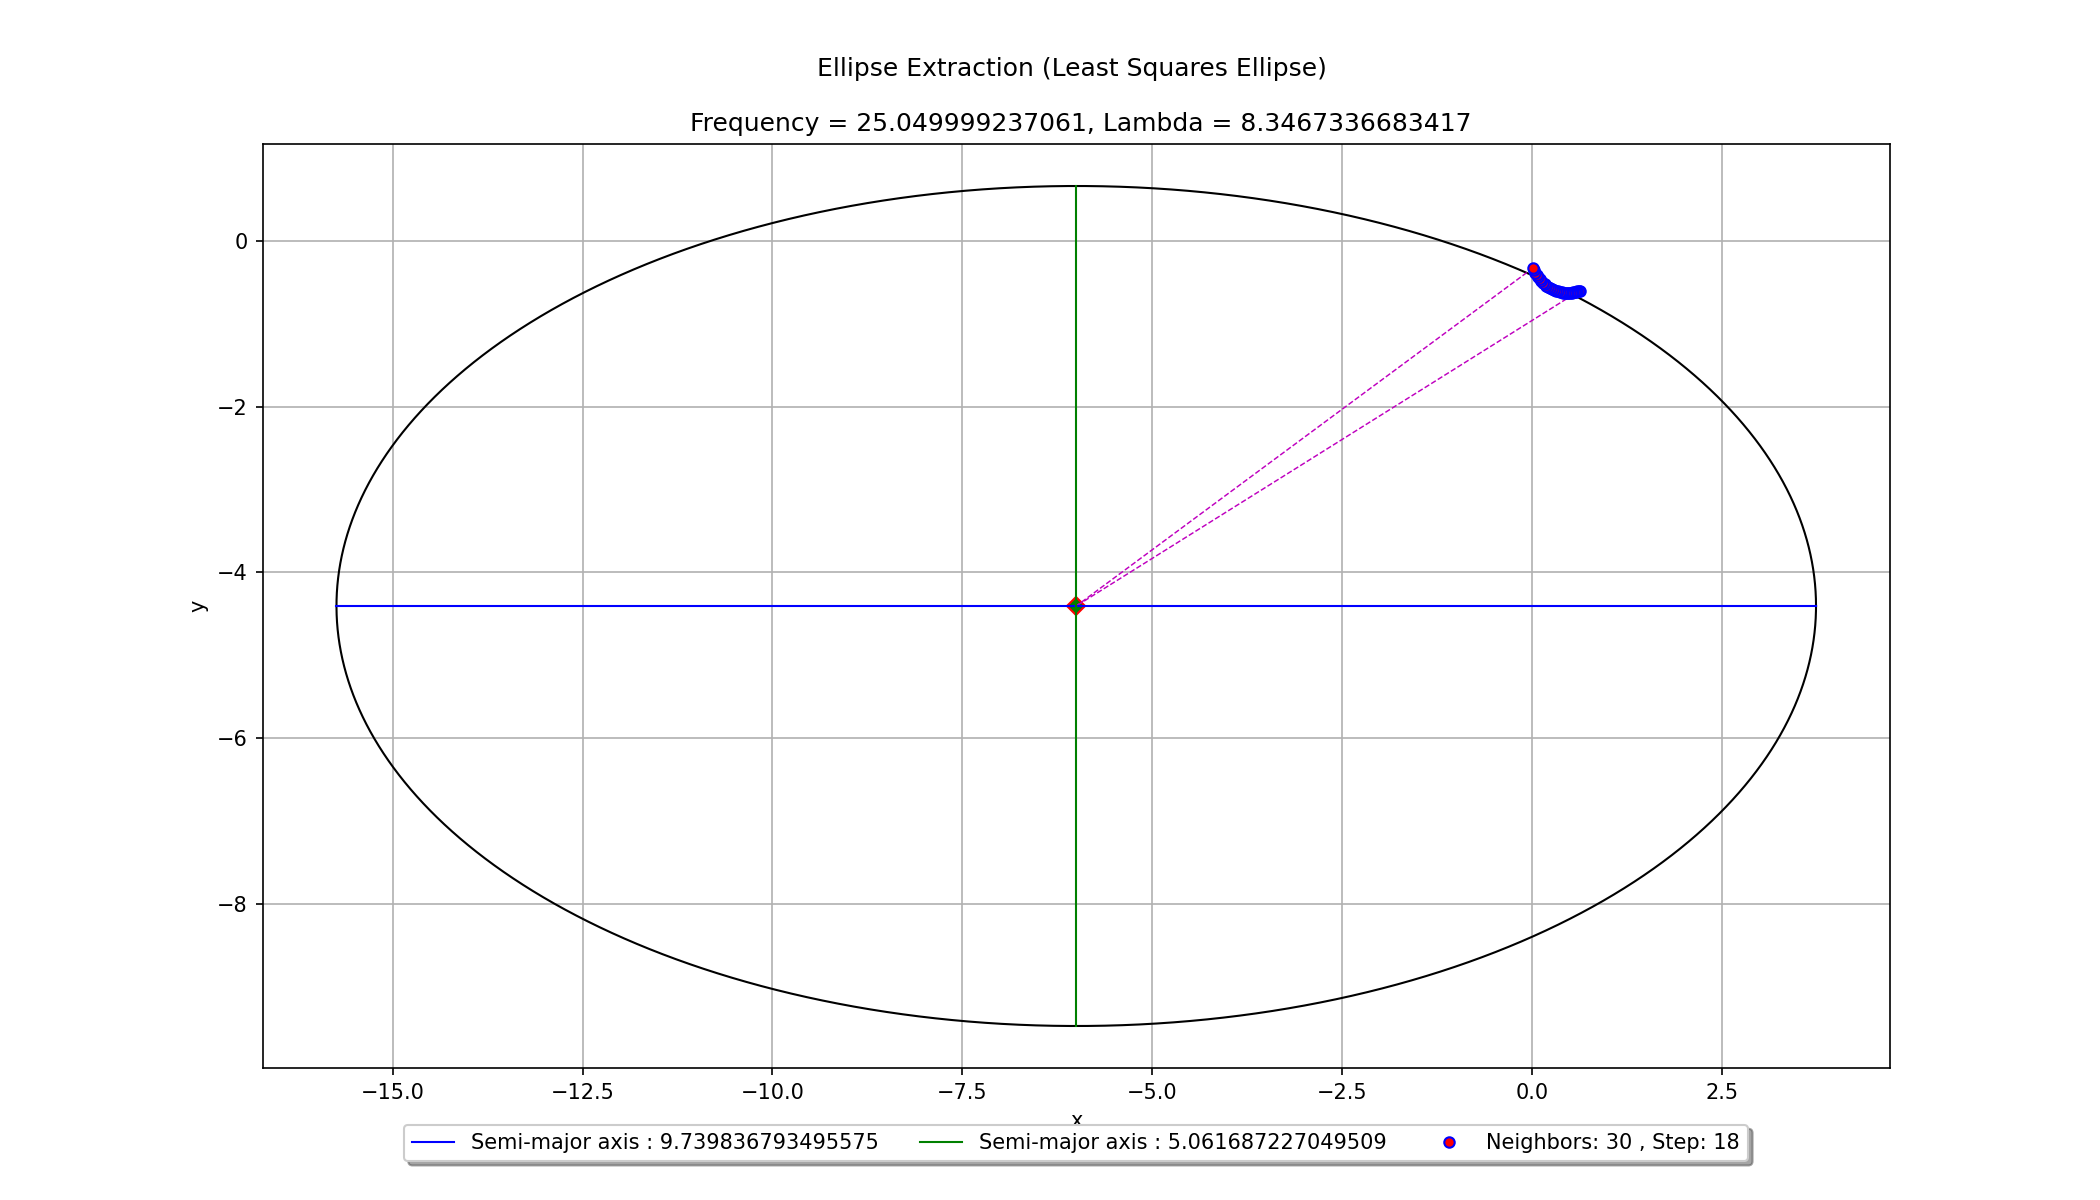 Ellipse Extraction (Least Squares Ellipse)
Frequency = 25.049999237061, Lambda = 8.3467336683417
0
−2
−4
−6
−8
y
−15.0 −12.5 −10.0 −7.5 −5.0 −2.5 0.0 2.5
x
Semi-major axis : 9.739836793495575 Semi-major axis : 5.061687227049509 Neighbors: 30 , Step: 18